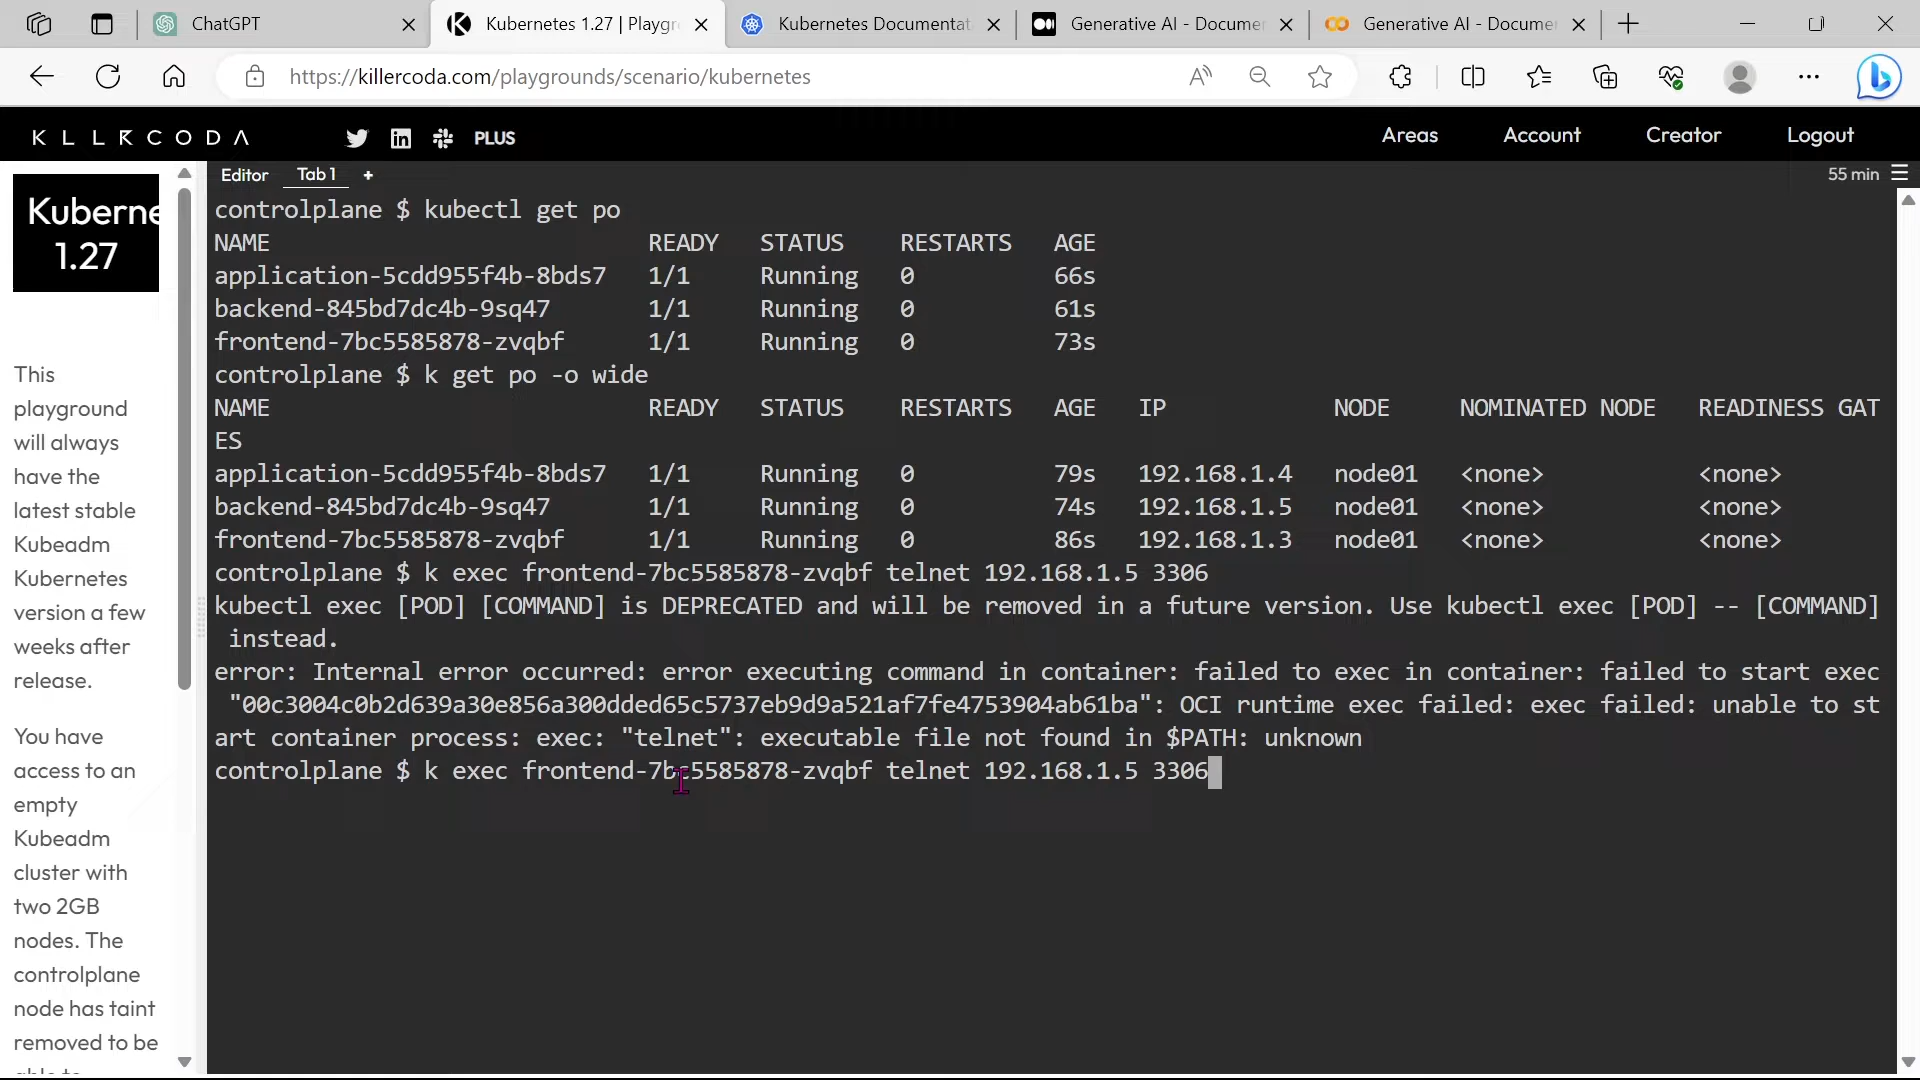 ChatGPT
Kubernetes 1.27 | Playgr
Kubernetes Documentat
Generative AI - Documen
Generative AI - Documen
https://killercoda.com/playgrounds/scenario/kubernetes
KLLRCODA
PLUS
Areas
Account
Creator
Logout
Kuberne
1.27
This
playground
will always
have the
latest stable
Kubeadm
Kubernetes
version a few
weeks after
release.
You have
access to an
empty
Kubeadm
cluster with
two 2GB
nodes. The
controlplane
node has taint
removed to be
Editor Tab 1 +
55 min
controlplane $ kubectl get po
NAME READY STATUS RESTARTS AGE
application-5cdd955f4b-8bds7 1/1 Running 0 66s
backend-845bd7dc4b-9sq47 1/1 Running 0 61s
frontend-7bc5585878-zvqbf 1/1 Running 0 73s
controlplane $ k get po -o wide
NAME READY STATUS RESTARTS AGE IP NODE NOMINATED NODE READINESS GAT
ES
application-5cdd955f4b-8bds7 1/1 Running 0 79s 192.168.1.4 node01 <none> <none>
backend-845bd7dc4b-9sq47 1/1 Running 0 74s 192.168.1.5 node01 <none> <none>
frontend-7bc5585878-zvqbf 1/1 Running 0 86s 192.168.1.3 node01 <none> <none>
controlplane $ k exec frontend-7bc5585878-zvqbf telnet 192.168.1.5 3306
kubectl exec [POD] [COMMAND] is DEPRECATED and will be removed in a future version. Use kubectl exec [POD] -- [COMMAND]
instead.
error: Internal error occurred: error executing command in container: failed to exec in container: failed to start exec
"00c3004c0b2d639a30e856a300dded65c5737eb9d9a521af7fe4753904ab61ba": OCI runtime exec failed: exec failed: unable to st
art container process: exec: "telnet": executable file not found in $PATH: unknown
controlplane $ k exec frontend-7bc5585878-zvqbf telnet 192.168.1.5 3306